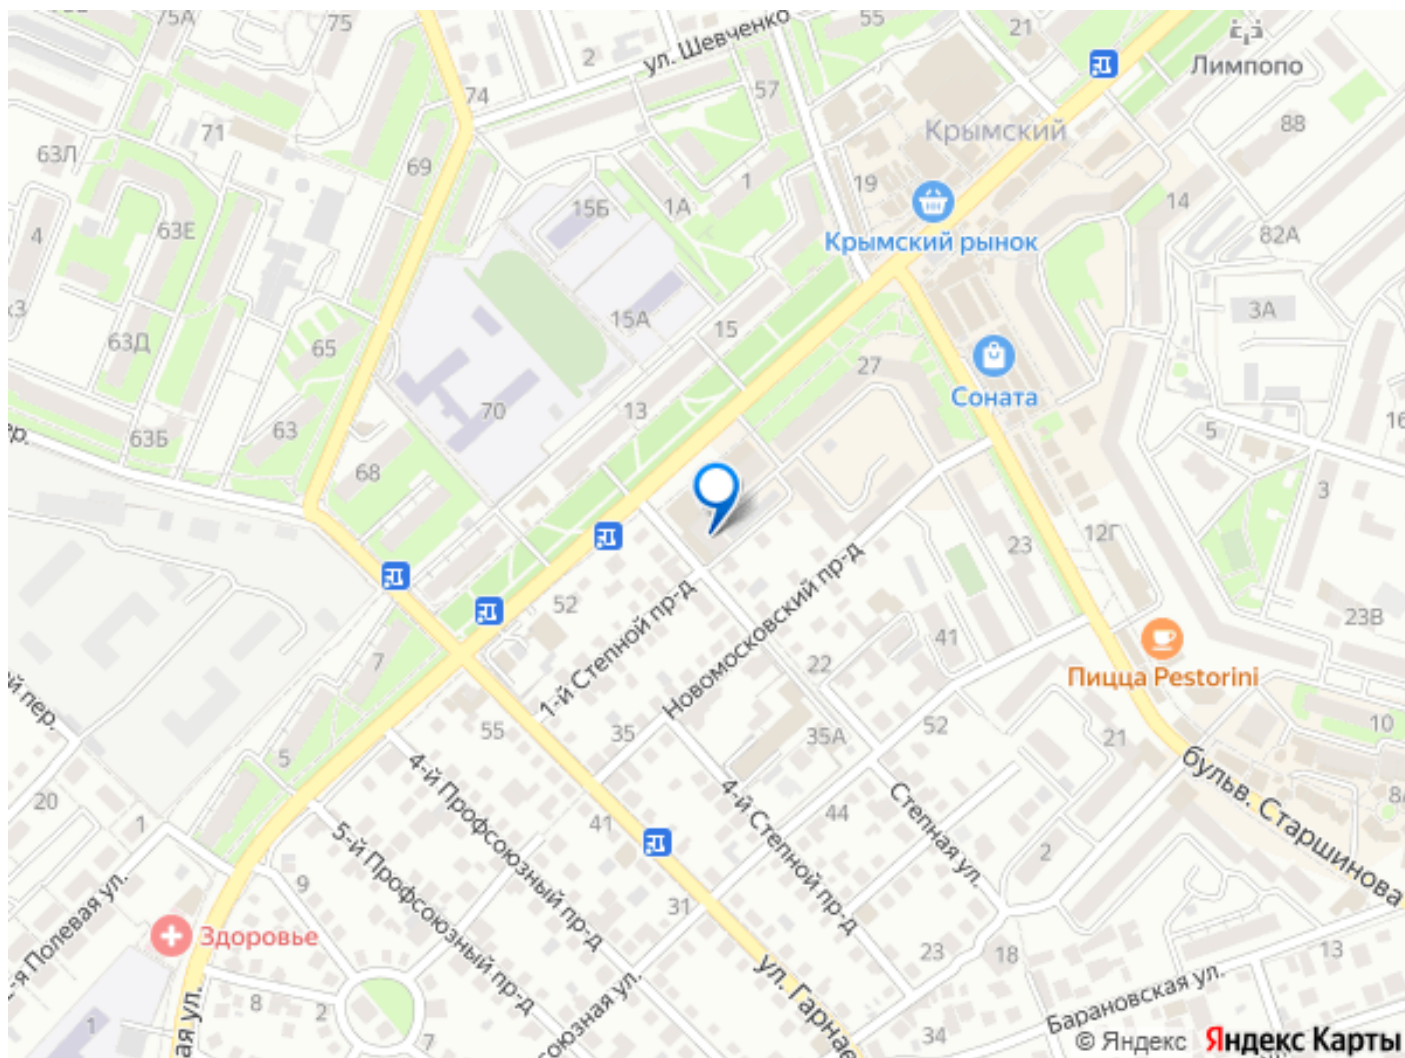 75А
75
55
21
2
ул. Шевченко
Лимпопо
74
57
88
71
Крымский
63Л
69
19
1
1А
15Б
14
63Е
4
82А
Крымский рынок
3А
15А
15
63Д
65
27
Соната
70
13
16
63
63Б
5
68
3
12Г
23
52
1-й Степной пр-д
Новомосковский пр-д
23В
41
7
22
Пицца Pestorini
55
35
35А
52
21
10
5
бульв. Старшинова
4-й Профсоюзный пр-д
4-й Степной пр-д
Степная ул.
20
1
41
44
2
5-й Профсоюзный пр-д
9
31
Здоровье
23
18
13
ул. Гарнае
Барановская ул.
8
2
7
34
1
© Яндекс
Яндекс Карты